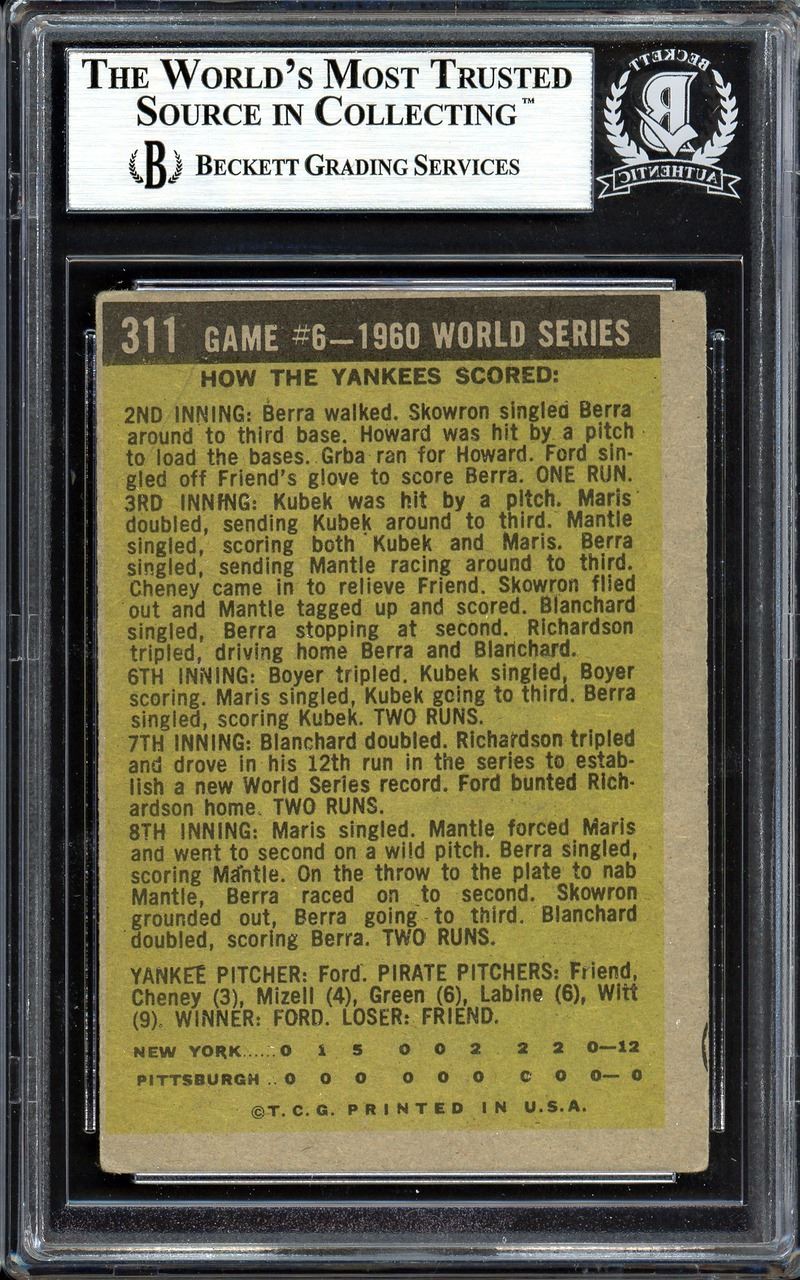 THE WORLD'S MOST TRUSTED
SOURCE IN COLLECTING™
B BECKETT GRADING SERVICES
BECKETT
B
AUTHENTIC
311 GAME #6—1960 WORLD SERIES
HOW THE YANKEES SCORED:
2ND INNING: Berra walked. Skowron singled Berra
around to third base. Howard was hit by a pitch
to load the bases. Grba ran for Howard. Ford sin-
gled off Friend's glove to score Berra. ONE RUN.
3RD INNING: Kubek was hit by a pitch. Maris
doubled, sending Kubek around to third. Mantle
singled, scoring both Kubek and Maris. Berra
singled, sending Mantle racing around to third.
Cheney came in to relieve Friend. Skowron flied
out and Mantle tagged up and scored. Blanchard
singled, Berra stopping at second. Richardson
tripled, driving home Berra and Blanchard.
6TH INNING: Boyer tripled. Kubek singled, Boyer
scoring. Maris singled, Kubek going to third. Berra
singled, scoring Kubek. TWO RUNS.
7TH INNING: Blanchard doubled. Richardson tripled
and drove in his 12th run in the series to estab-
lish a new World Series record. Ford bunted Rich-
ardson home. TWO RUNS.
8TH INNING: Maris singled. Mantle forced Maris
and went to second on a wild pitch. Berra singled,
scoring Mantle. On the throw to the plate to nab
Mantle, Berra raced on to second. Skowron
grounded out, Berra going to third. Blanchard
doubled, scoring Berra. TWO RUNS.
YANKEE PITCHER: Ford. PIRATE PITCHERS: Friend,
Cheney (3), Mizell (4), Green (6), Labine (6), Witt
(9). WINNER: FORD. LOSER: FRIEND.
NEW YORK......0 1 5 0 0 2 2 2 0—12
PITTSBURGH ..0 0 0 0 0 0 0 0 0— 0
©T.C.G. PRINTED IN U.S.A.